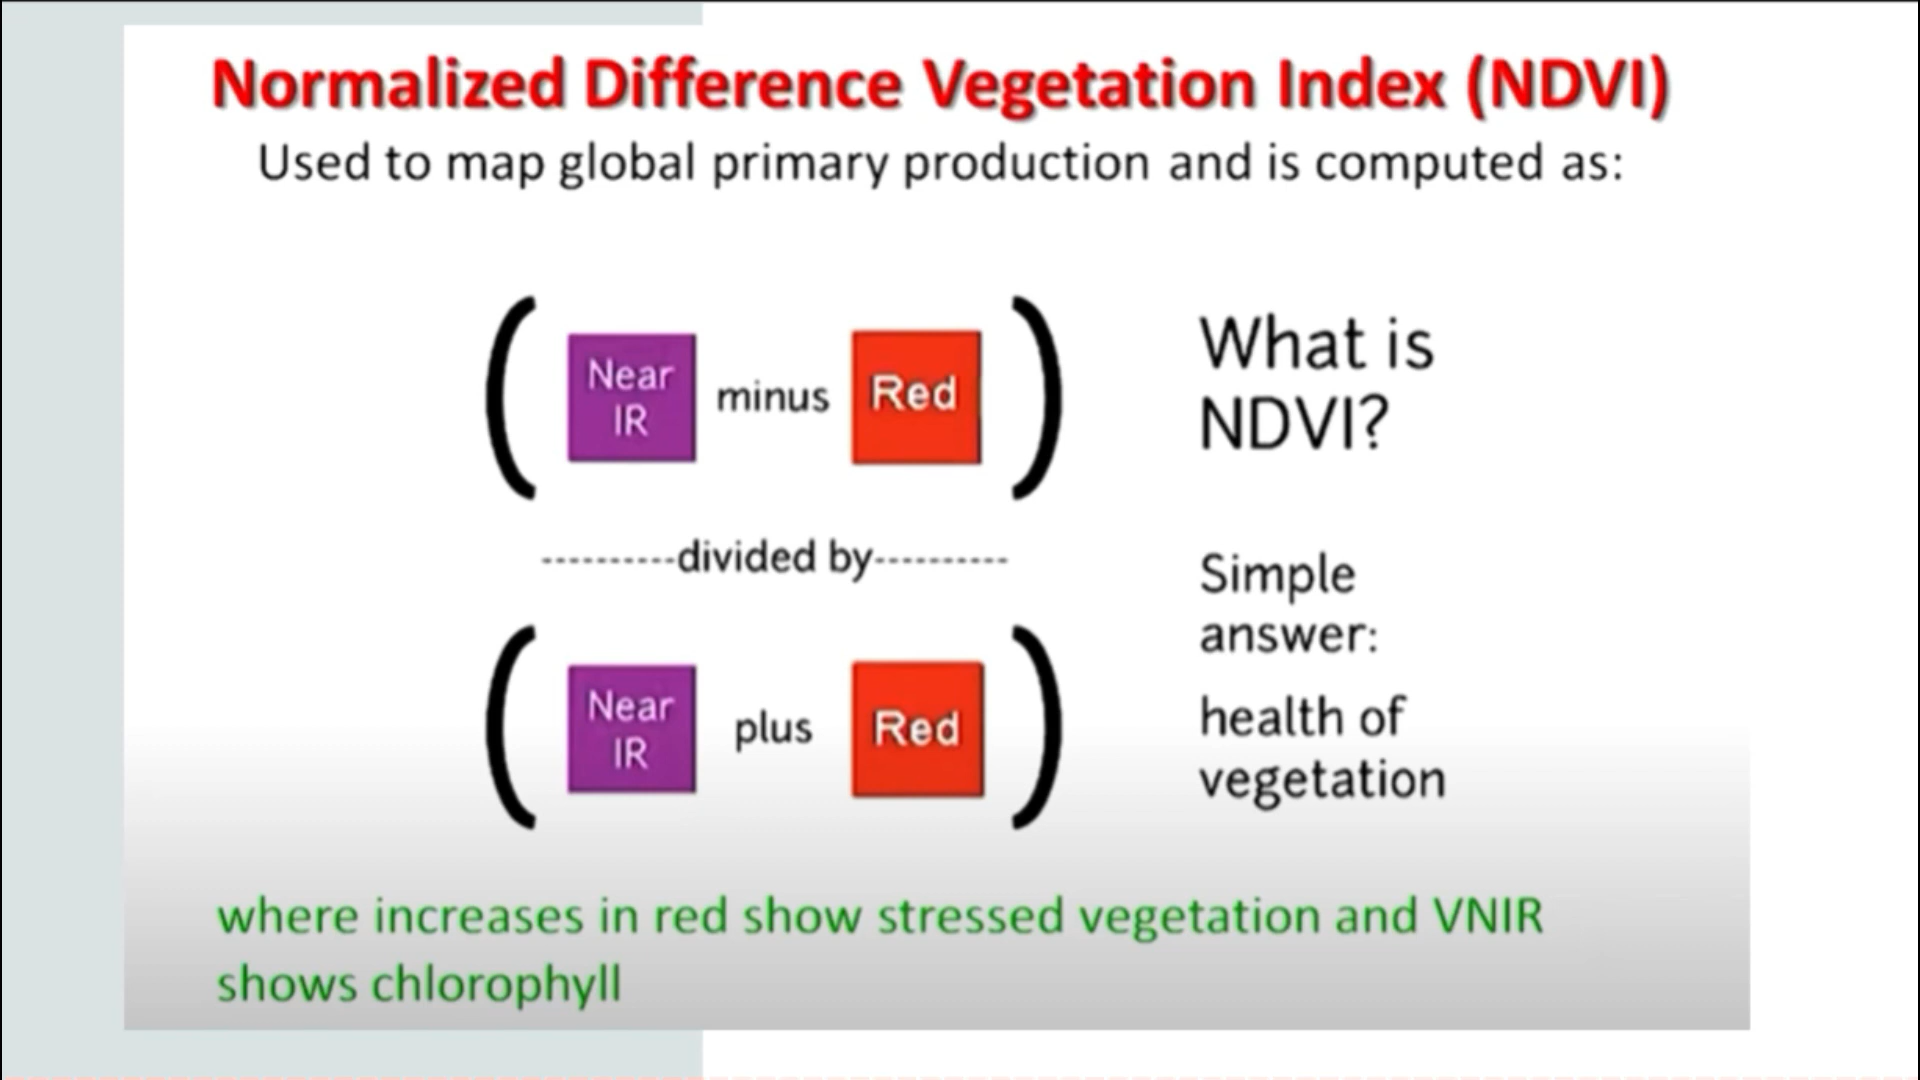 Normalized Difference Vegetation Index (NDVI)
Used to map global primary production and is computed as:
( Near IR minus Red )
----------divided by----------
( Near IR plus Red )
What is
NDVI?
Simple
answer:
health of
vegetation
where increases in red show stressed vegetation and VNIR
shows chlorophyll